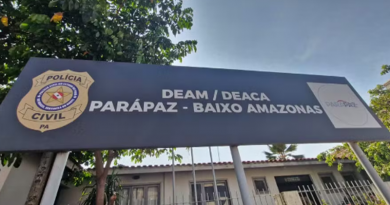 POLÍCIA
CIVIL
PA
DEAM / DEACA
PARÁPAZ - BAIXO AMAZONAS